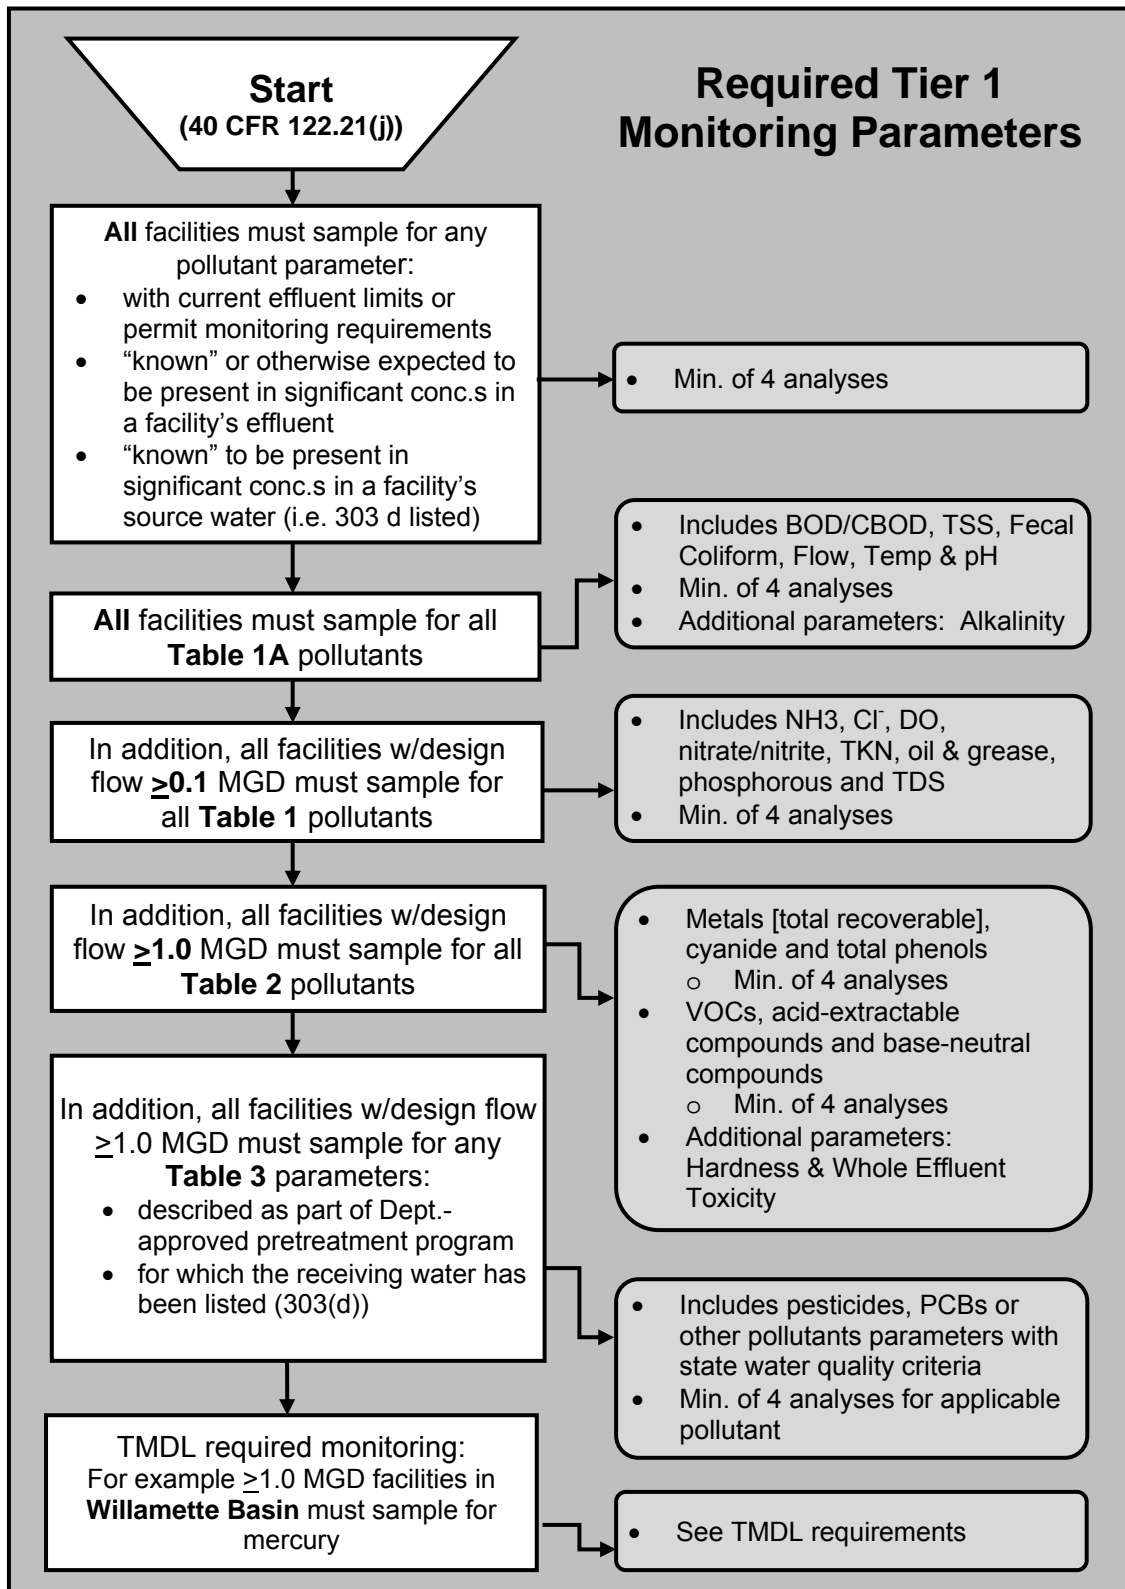 Start
(40 CFR 122.21(j))
Required Tier 1
Monitoring Parameters
All facilities must sample for any
pollutant parameter:
• with current effluent limits or
permit monitoring requirements
• “known” or otherwise expected to
be present in significant conc.s in
a facility’s effluent
• “known” to be present in
significant conc.s in a facility’s
source water (i.e. 303 d listed)
• Min. of 4 analyses
All facilities must sample for all
Table 1A pollutants
• Includes BOD/CBOD, TSS, Fecal
Coliform, Flow, Temp & pH
• Min. of 4 analyses
• Additional parameters: Alkalinity
In addition, all facilities w/design
flow ≥0.1 MGD must sample for
all Table 1 pollutants
• Includes NH3, Cl⁻, DO,
nitrate/nitrite, TKN, oil & grease,
phosphorous and TDS
• Min. of 4 analyses
In addition, all facilities w/design
flow ≥1.0 MGD must sample for all
Table 2 pollutants
• Metals [total recoverable],
cyanide and total phenols
o Min. of 4 analyses
• VOCs, acid-extractable
compounds and base-neutral
compounds
o Min. of 4 analyses
• Additional parameters:
Hardness & Whole Effluent
Toxicity
In addition, all facilities w/design flow
≥1.0 MGD must sample for any
Table 3 parameters:
• described as part of Dept.-
approved pretreatment program
• for which the receiving water has
been listed (303(d))
• Includes pesticides, PCBs or
other pollutants parameters with
state water quality criteria
• Min. of 4 analyses for applicable
pollutant
TMDL required monitoring:
For example ≥1.0 MGD facilities in
Willamette Basin must sample for
mercury
• See TMDL requirements